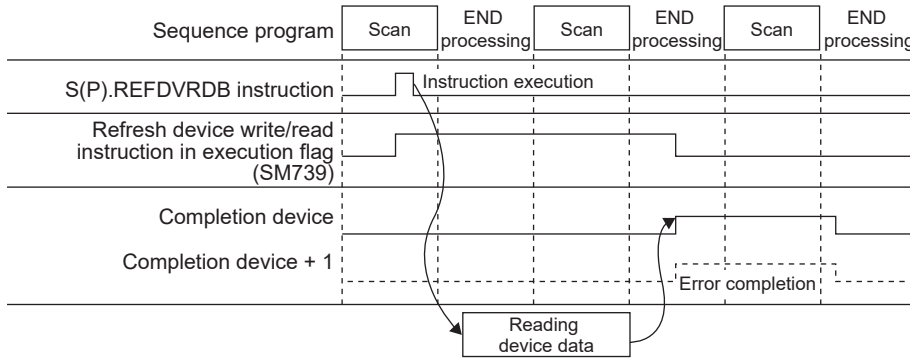 Sequence program
Scan
END
processing
Scan
END
processing
Scan
END
processing
S(P).REFDVRDB instruction
Instruction execution
Refresh device write/read
instruction in execution flag
(SM739)
Completion device
Completion device + 1
Error completion
Reading
device data